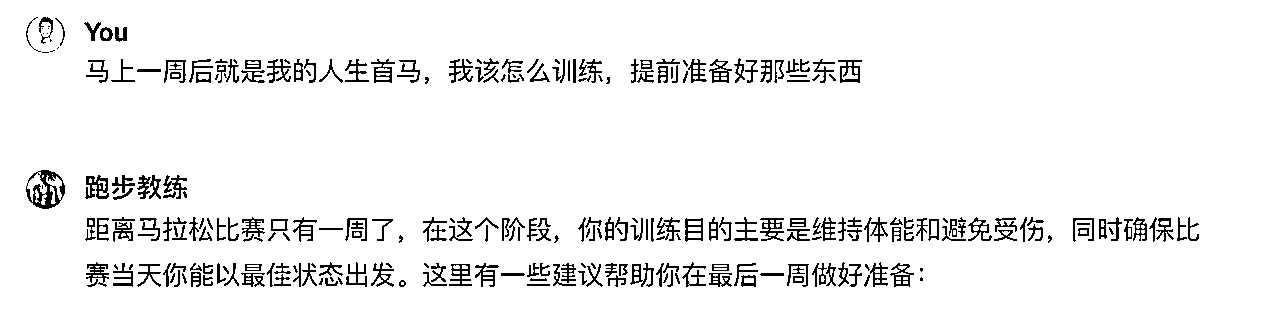 You
马上一周后就是我的人生首马，我该怎么训练，提前准备好那些东西
跑步教练
距离马拉松比赛只有一周了，在这个阶段，你的训练目的主要是维持体能和避免受伤，同时确保比
赛当天你能以最佳状态出发。这里有一些建议帮助你在最后一周做好准备：